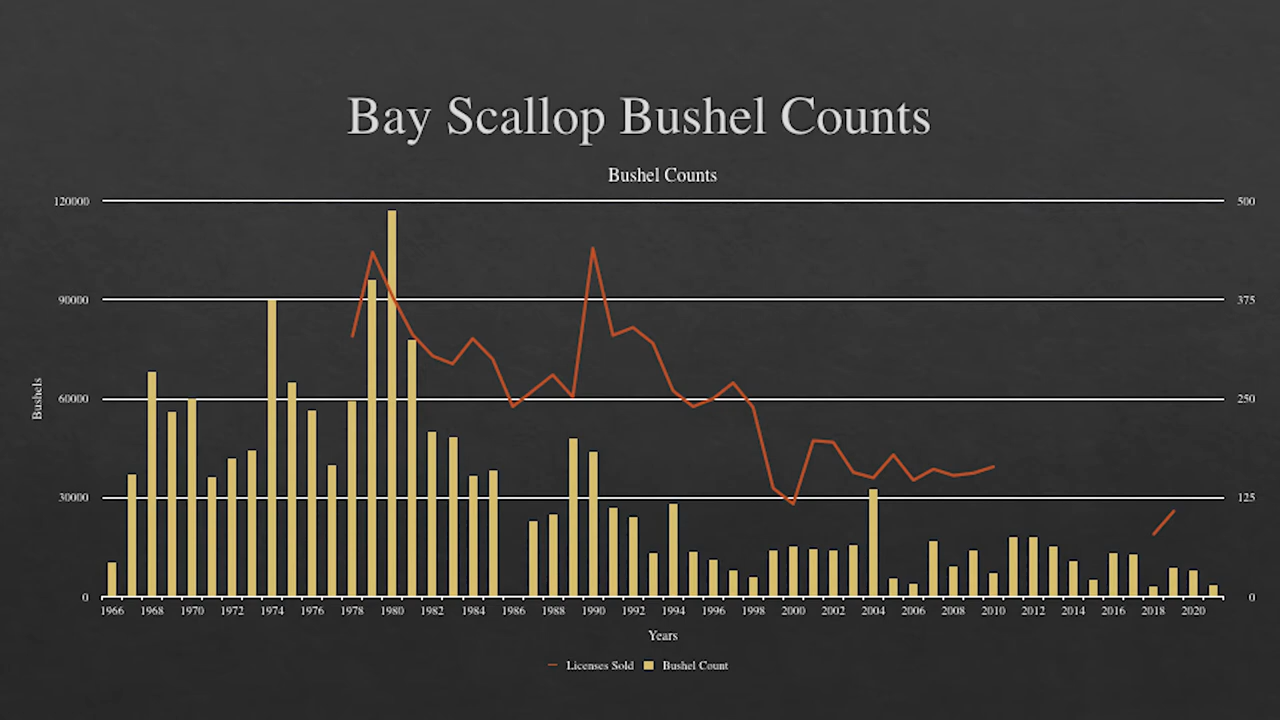 Bay Scallop Bushel Counts
Bushel Counts
120000
500
90000
375
60000
250
30000
125
0
0
Bushels
1966 1968 1970 1972 1974 1976 1978 1980 1982 1984 1986 1988 1990 1992 1994 1996 1998 2000 2002 2004 2006 2008 2010 2012 2014 2016 2018 2020
Years
Licenses Sold Bushel Count